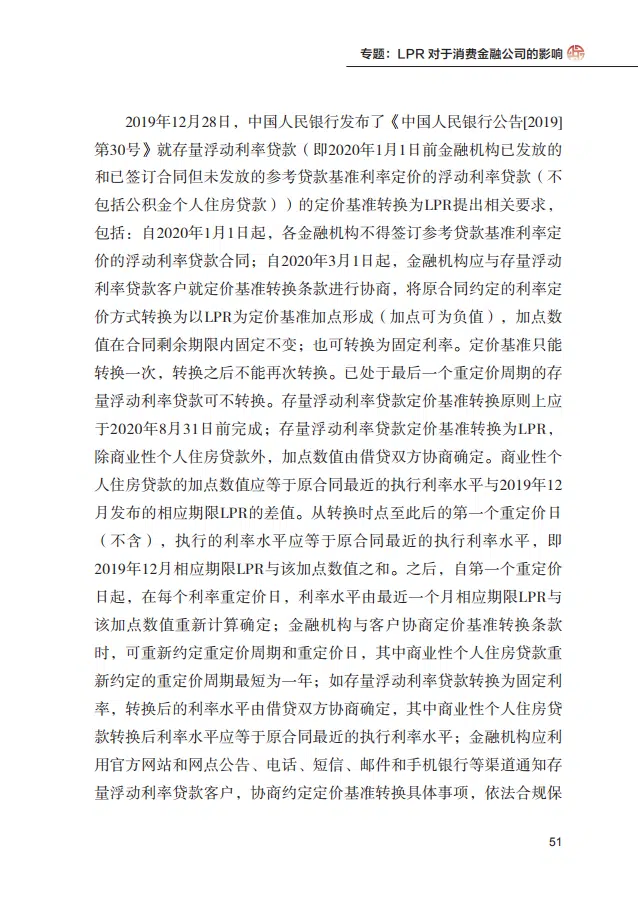 专题：LPR 对于消费金融公司的影响
2019年12月28日，中国人民银行发布了《中国人民银行公告[2019]
第30号》就存量浮动利率贷款（即2020年1月1日前金融机构已发放的
和已签订合同但未发放的参考贷款基准利率定价的浮动利率贷款（不
包括公积金个人住房贷款））的定价基准转换为LPR提出相关要求，
包括：自2020年1月1日起，各金融机构不得签订参考贷款基准利率定
价的浮动利率贷款合同；自2020年3月1日起，金融机构应与存量浮动
利率贷款客户就定价基准转换条款进行协商，将原合同约定的利率定
价方式转换为以LPR为定价基准加点形成（加点可为负值），加点数
值在合同剩余期限内固定不变；也可转换为固定利率。定价基准只能
转换一次，转换之后不能再次转换。已处于最后一个重定价周期的存
量浮动利率贷款可不转换。存量浮动利率贷款定价基准转换原则上应
于2020年8月31日前完成；存量浮动利率贷款定价基准转换为LPR，
除商业性个人住房贷款外，加点数值由借贷双方协商确定。商业性个
人住房贷款的加点数值应等于原合同最近的执行利率水平与2019年12
月发布的相应期限LPR的差值。从转换时点至此后的第一个重定价日
（不含），执行的利率水平应等于原合同最近的执行利率水平，即
2019年12月相应期限LPR与该加点数值之和。之后，自第一个重定价
日起，在每个利率重定价日，利率水平由最近一个月相应期限LPR与
该加点数值重新计算确定；金融机构与客户协商定价基准转换条款
时，可重新约定重定价周期和重定价日，其中商业性个人住房贷款重
新约定的重定价周期最短为一年；如存量浮动利率贷款转换为固定利
率，转换后的利率水平由借贷双方协商确定，其中商业性个人住房贷
款转换后利率水平应等于原合同最近的执行利率水平；金融机构应利
用官方网站和网点公告、电话、短信、邮件和手机银行等渠道通知存
量浮动利率贷款客户，协商约定定价基准转换具体事项，依法合规保
51